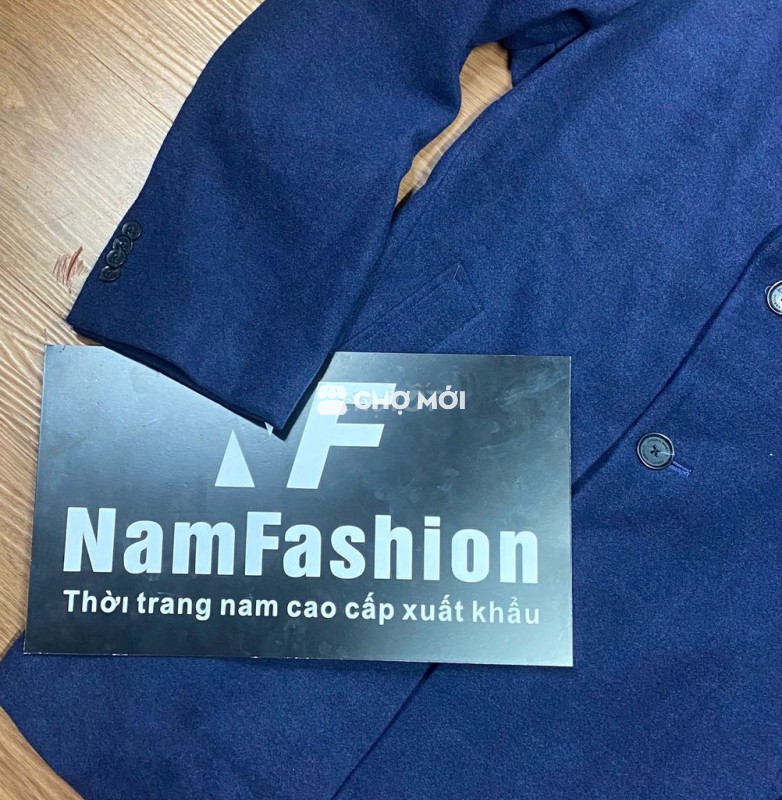 CHỢ MỚI
NF
NamFashion
Thời trang nam cao cấp xuất khẩu